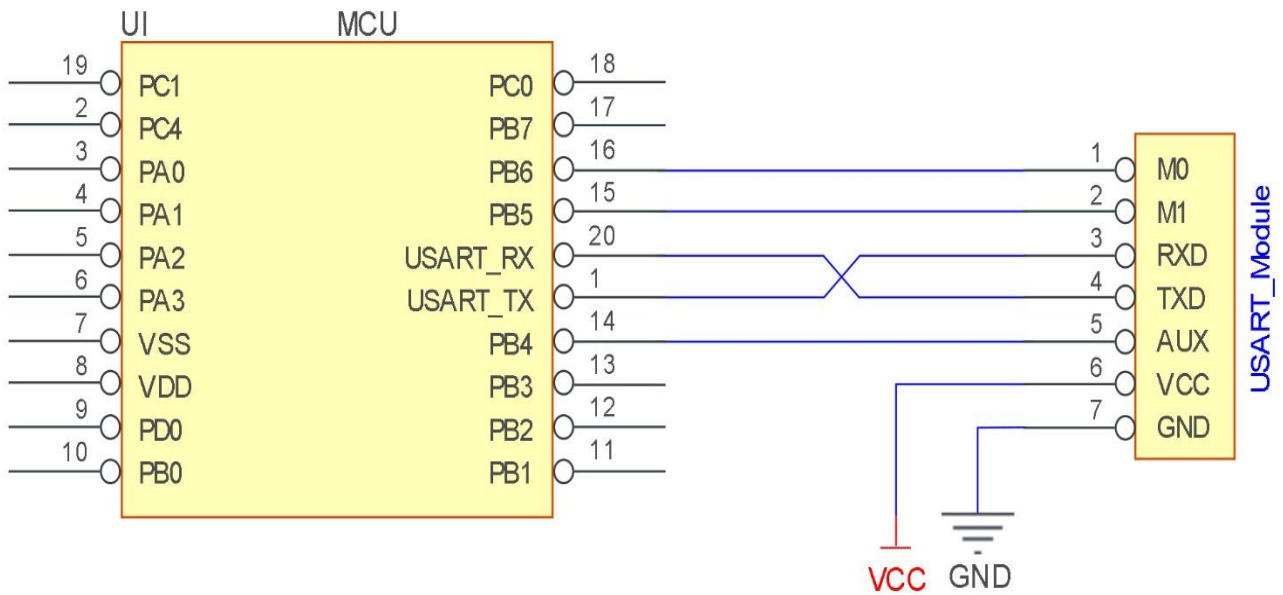 UI MCU
19 PC1 PC0 18
2 PC4 PB7 17
3 PA0 PB6 16 1 M0
4 PA1 PB5 15 2 M1
5 PA2 USART_RX 20 3 RXD
6 PA3 USART_TX 1 4 TXD
7 VSS PB4 14 5 AUX
8 VDD PB3 13 6 VCC
9 PD0 PB2 12 7 GND
10 PB0 PB1 11
USART_Module
VCC GND